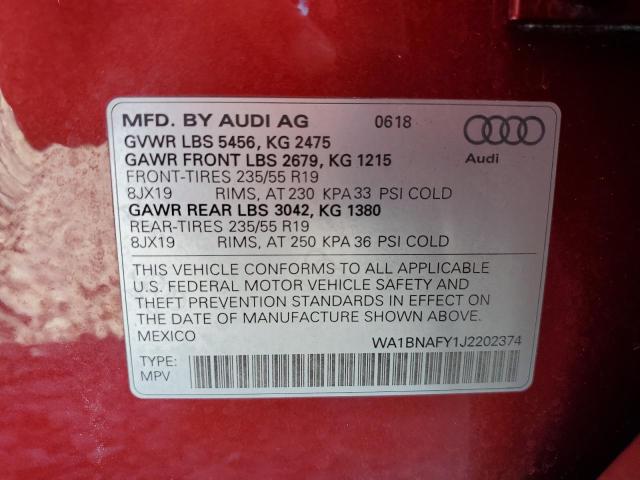 MFD. BY AUDI AG 0618
GVWR LBS 5456, KG 2475
GAWR FRONT LBS 2679, KG 1215
FRONT-TIRES 235/55 R19
8JX19 RIMS, AT 230 KPA 33 PSI COLD
GAWR REAR LBS 3042, KG 1380
REAR-TIRES 235/55 R19
8JX19 RIMS, AT 250 KPA 36 PSI COLD
Audi
THIS VEHICLE CONFORMS TO ALL APPLICABLE
U.S. FEDERAL MOTOR VEHICLE SAFETY AND
THEFT PREVENTION STANDARDS IN EFFECT ON
THE DATE OF MANUFACTURE SHOWN ABOVE.
MEXICO WA1BNAFY1J2202374
TYPE:
MPV